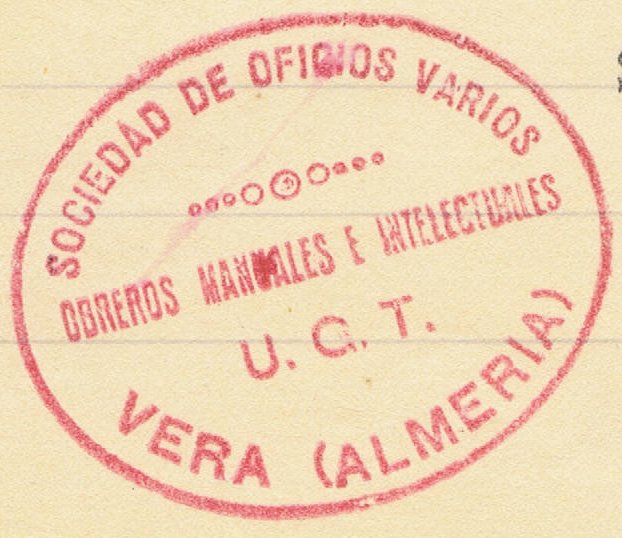 SOCIEDAD DE OFICIOS VARIOS
OBREROS MANUALES E INTELECTUALES
U. G. T.
VERA (ALMERIA)